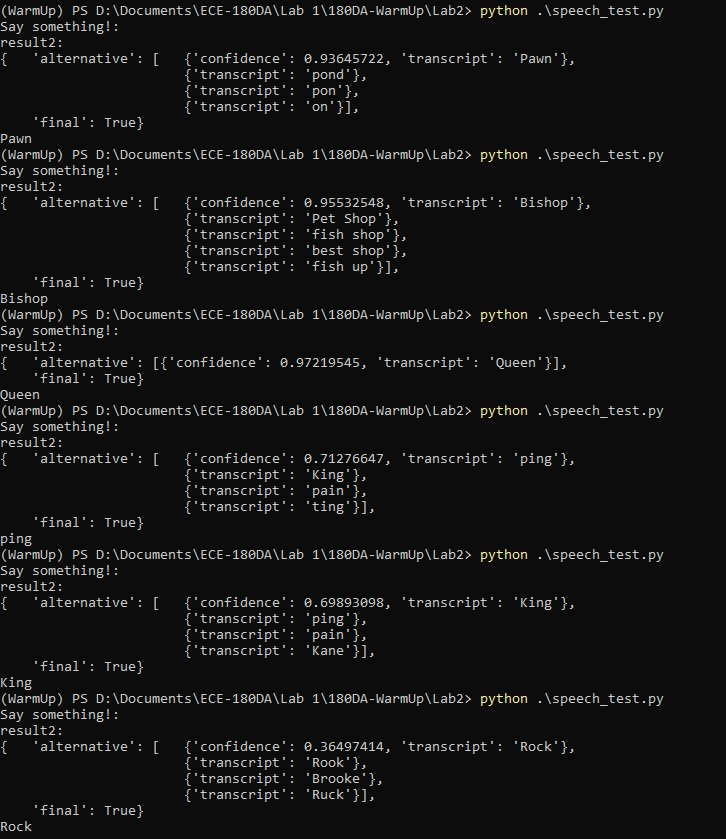 (WarmUp) PS D:\Documents\ECE-180DA\Lab 1\180DA-WarmUp\Lab2> python .\speech_test.py
Say something!:
result2:
{   'alternative': [   {'confidence': 0.93645722, 'transcript': 'Pawn'},
                       {'transcript': 'pond'},
                       {'transcript': 'pon'},
                       {'transcript': 'on'}],
    'final': True}
Pawn
(WarmUp) PS D:\Documents\ECE-180DA\Lab 1\180DA-WarmUp\Lab2> python .\speech_test.py
Say something!:
result2:
{   'alternative': [   {'confidence': 0.95532548, 'transcript': 'Bishop'},
                       {'transcript': 'Pet Shop'},
                       {'transcript': 'fish shop'},
                       {'transcript': 'best shop'},
                       {'transcript': 'fish up'}],
    'final': True}
Bishop
(WarmUp) PS D:\Documents\ECE-180DA\Lab 1\180DA-WarmUp\Lab2> python .\speech_test.py
Say something!:
result2:
{   'alternative': [{'confidence': 0.97219545, 'transcript': 'Queen'}],
    'final': True}
Queen
(WarmUp) PS D:\Documents\ECE-180DA\Lab 1\180DA-WarmUp\Lab2> python .\speech_test.py
Say something!:
result2:
{   'alternative': [   {'confidence': 0.71276647, 'transcript': 'ping'},
                       {'transcript': 'King'},
                       {'transcript': 'pain'},
                       {'transcript': 'ting'}],
    'final': True}
ping
(WarmUp) PS D:\Documents\ECE-180DA\Lab 1\180DA-WarmUp\Lab2> python .\speech_test.py
Say something!:
result2:
{   'alternative': [   {'confidence': 0.69893098, 'transcript': 'King'},
                       {'transcript': 'ping'},
                       {'transcript': 'pain'},
                       {'transcript': 'Kane'}],
    'final': True}
King
(WarmUp) PS D:\Documents\ECE-180DA\Lab 1\180DA-WarmUp\Lab2> python .\speech_test.py
Say something!:
result2:
{   'alternative': [   {'confidence': 0.36497414, 'transcript': 'Rock'},
                       {'transcript': 'Rook'},
                       {'transcript': 'Brooke'},
                       {'transcript': 'Ruck'}],
    'final': True}
Rock